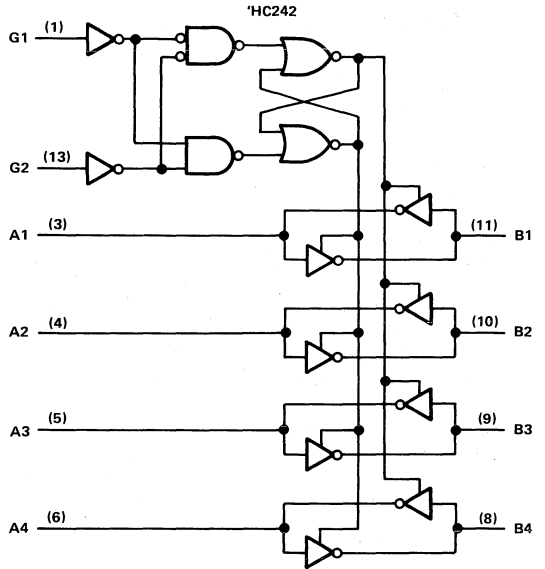 'HC242
G1 (1)
G2 (13)
A1 (3) (11) B1
A2 (4) (10) B2
A3 (5) (9) B3
A4 (6) (8) B4